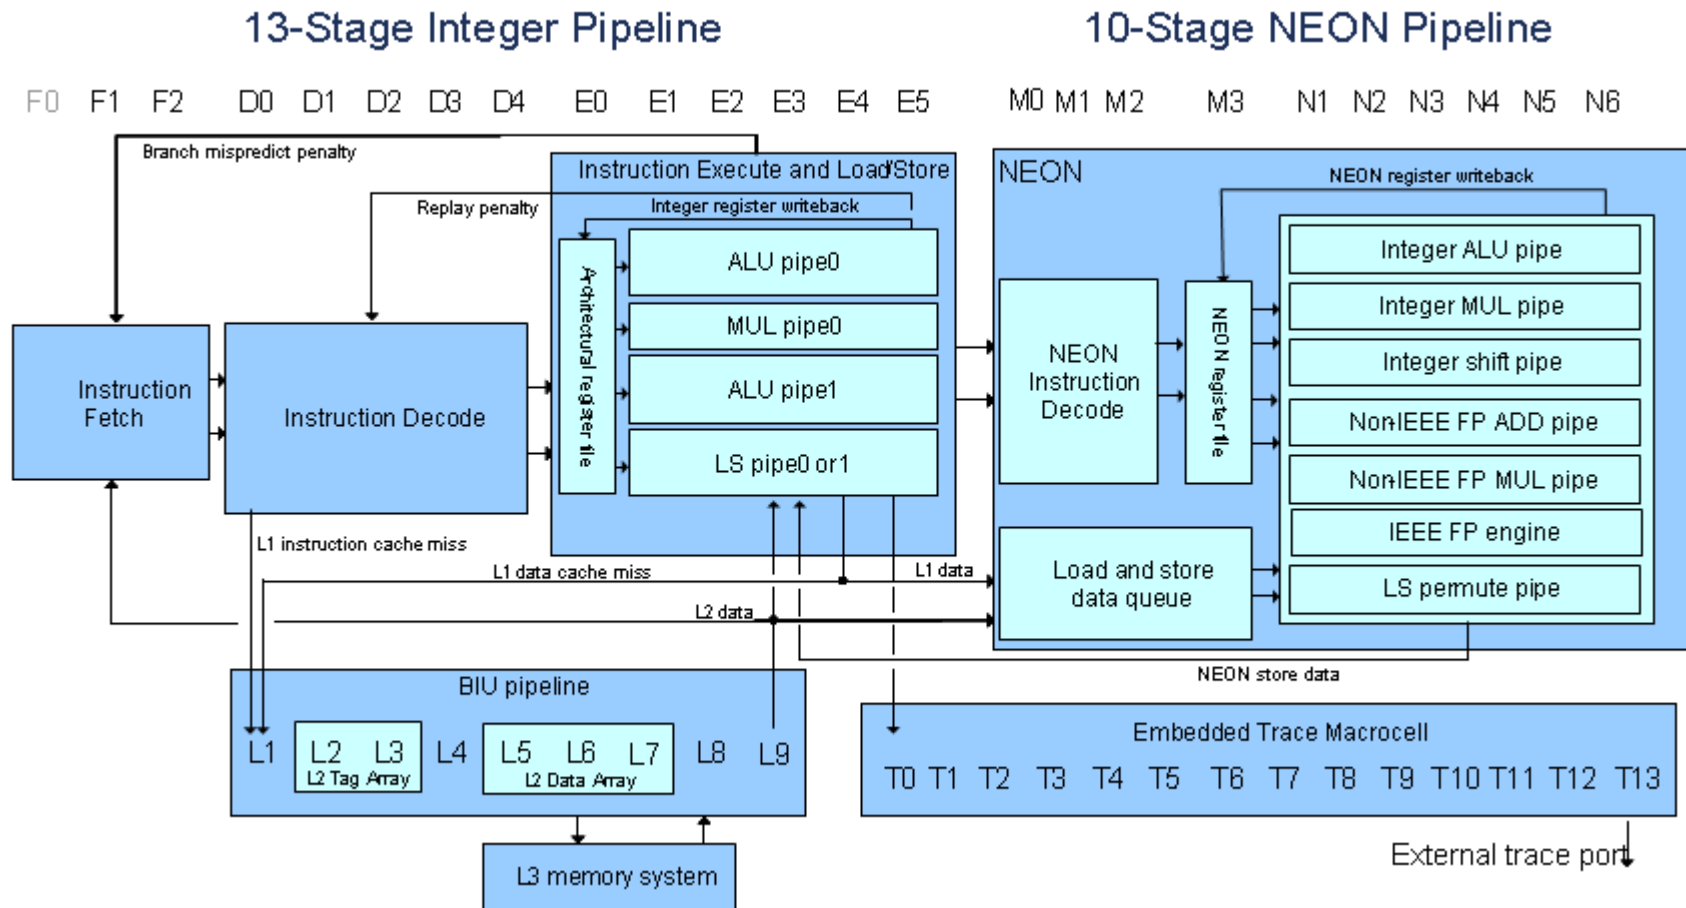 13-Stage Integer Pipeline
10-Stage NEON Pipeline
F0 F1 F2 D0 D1 D2 D3 D4 E0 E1 E2 E3 E4 E5
M0 M1 M2 M3 N1 N2 N3 N4 N5 N6
Branch mispredict penalty
Instruction Execute and Load/Store
Replay penalty
Integer register writeback
Architectural register file
ALU pipe0
MUL pipe0
ALU pipe1
LS pipe0 or1
Instruction
Fetch
Instruction Decode
NEON
NEON register writeback
NEON
Instruction
Decode
NEON register file
Integer ALU pipe
Integer MUL pipe
Integer shift pipe
Non-IEEE FP ADD pipe
Non-IEEE FP MUL pipe
IEEE FP engine
LS permute pipe
Load and store
data queue
L1 instruction cache miss
L1 data cache miss
L1 data
L2 data
NEON store data
BIU pipeline
L1 L2 L3 L4 L5 L6 L7 L8 L9
L2 Tag Array
L2 Data Array
L3 memory system
Embedded Trace Macrocell
T0 T1 T2 T3 T4 T5 T6 T7 T8 T9 T10 T11 T12 T13
External trace port